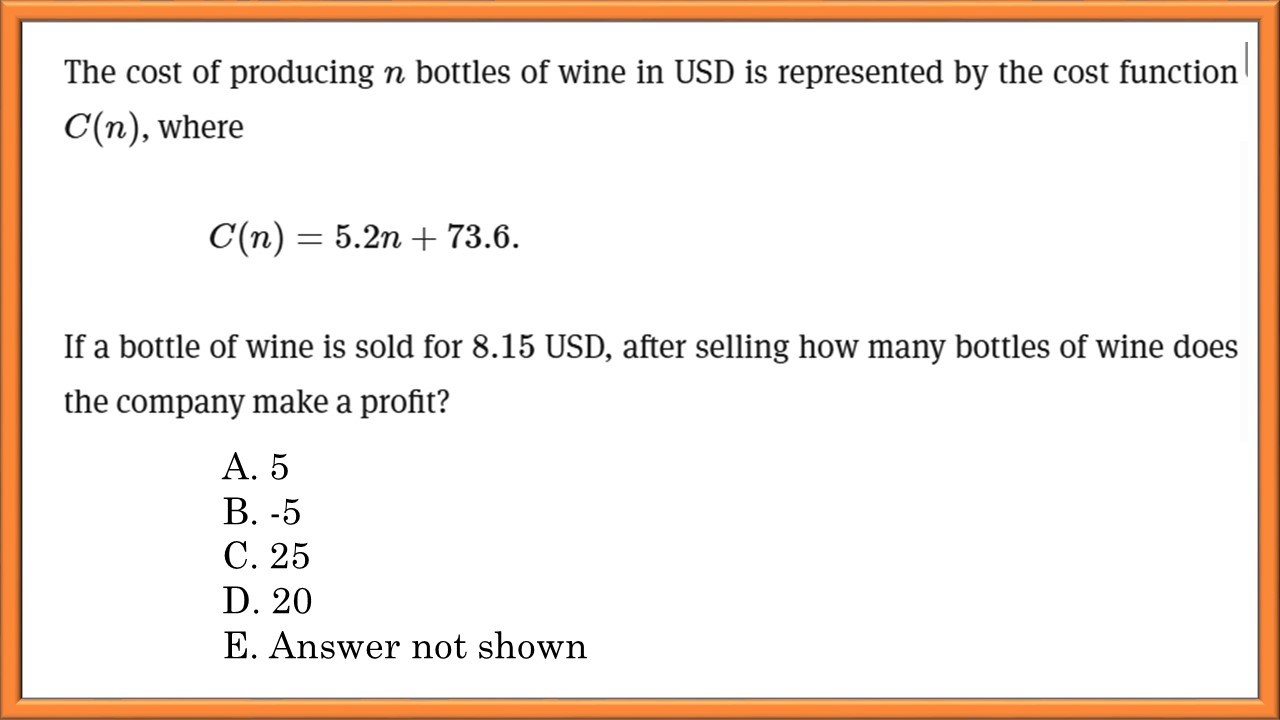 The cost of producing n bottles of wine in USD is represented by the cost function
C(n), where
C(n) = 5.2n + 73.6.
If a bottle of wine is sold for 8.15 USD, after selling how many bottles of wine does
the company make a profit?
A. 5
B. -5
C. 25
D. 20
E. Answer not shown